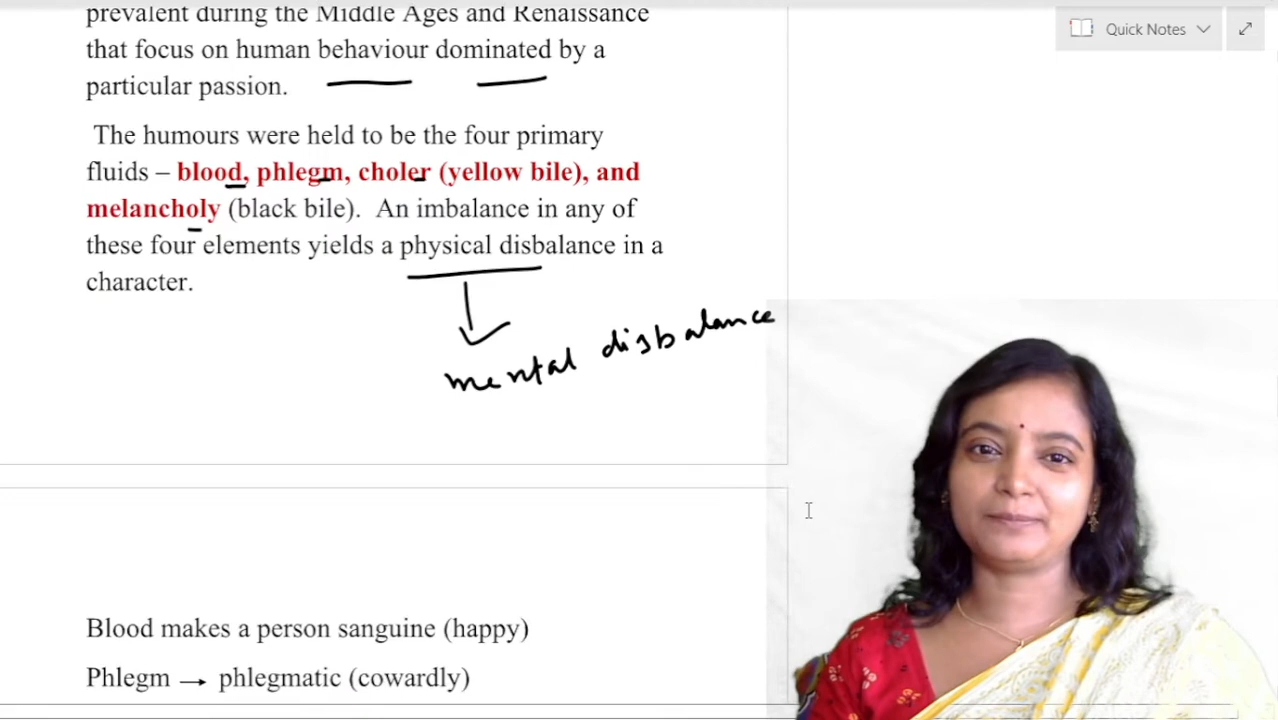 prevalent during the Middle Ages and Renaissance
that focus on human behaviour dominated by a
particular passion.
The humours were held to be the four primary
fluids – blood, phlegm, choler (yellow bile), and
melancholy (black bile). An imbalance in any of
these four elements yields a physical disbalance in a
character.
mental disbalance
Blood makes a person sanguine (happy)
Phlegm → phlegmatic (cowardly)
Quick Notes